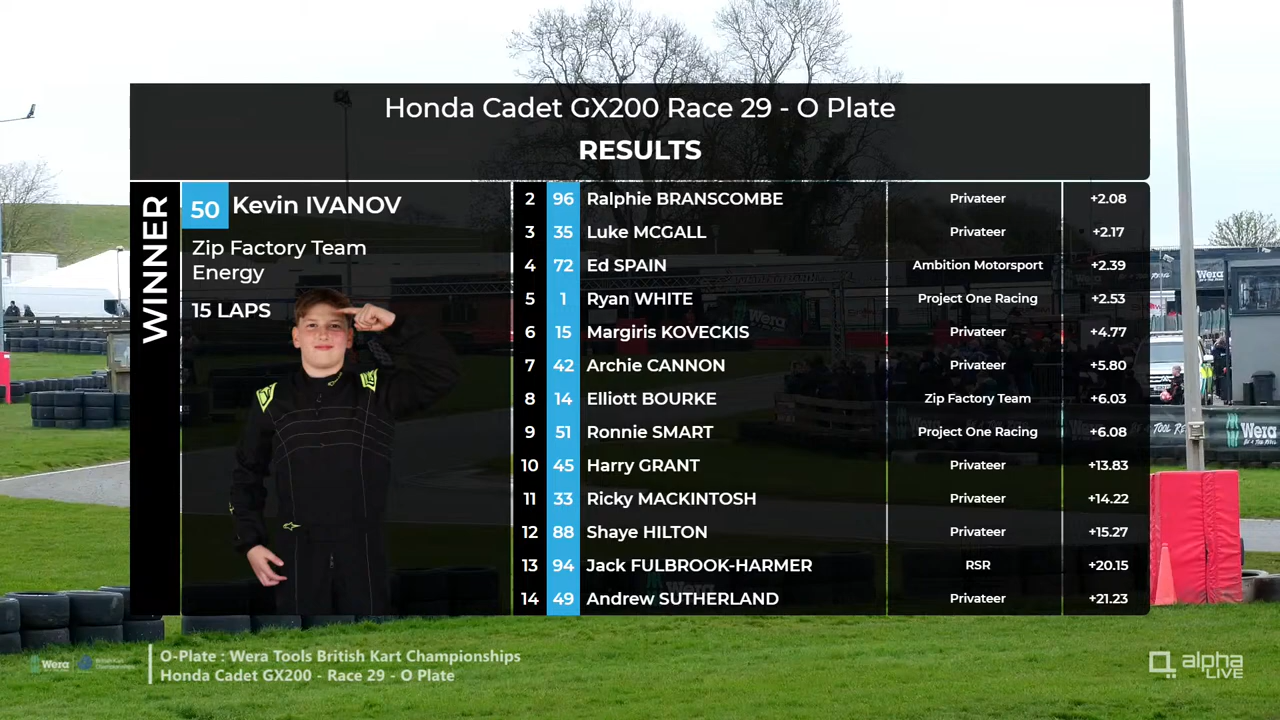 Honda Cadet GX200 Race 29 - O Plate
RESULTS
WINNER
50 Kevin IVANOV
Zip Factory Team
Energy
15 LAPS
2 96 Ralphie BRANSCOMBE Privateer +2.08
3 35 Luke MCGALL Privateer +2.17
4 72 Ed SPAIN Ambition Motorsport +2.39
5 1 Ryan WHITE Project One Racing +2.53
6 15 Margiris KOVECKIS Privateer +4.77
7 42 Archie CANNON Privateer +5.80
8 14 Elliott BOURKE Zip Factory Team +6.03
9 51 Ronnie SMART Project One Racing +6.08
10 45 Harry GRANT Privateer +13.83
11 33 Ricky MACKINTOSH Privateer +14.22
12 88 Shaye HILTON Privateer +15.27
13 94 Jack FULBROOK-HARMER RSR +20.15
14 49 Andrew SUTHERLAND Privateer +21.23
Wera
Wera
TOOL
Wera
Wera
O-Plate : Wera Tools British Kart Championships
Honda Cadet GX200 - Race 29 - O Plate
alpha
LIVE